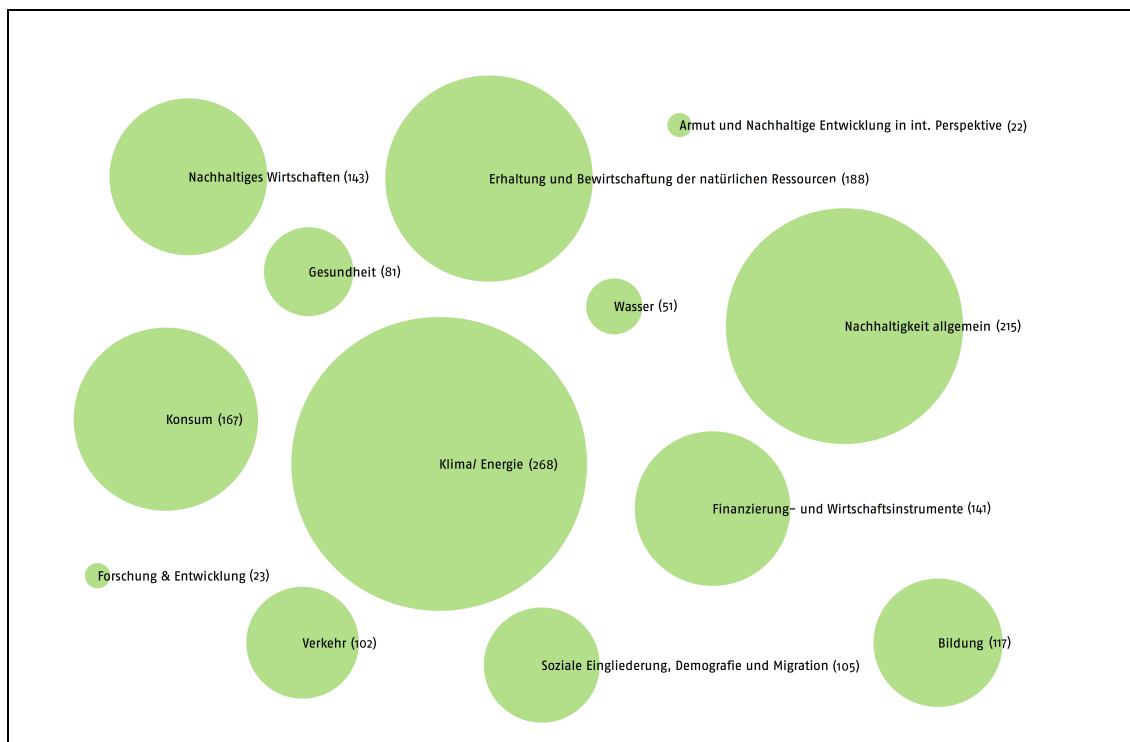 Armut und Nachhaltige Entwicklung in int. Perspektive (22)
Nachhaltiges Wirtschaften (143)
Erhaltung und Bewirtschaftung der natürlichen Ressourcen (188)
Gesundheit (81)
Wasser (51)
Nachhaltigkeit allgemein (215)
Konsum (167)
Klima/ Energie (268)
Finanzierung- und Wirtschaftsinstrumente (141)
Forschung & Entwicklung (23)
Verkehr (102)
Bildung (117)
Soziale Eingliederung, Demografie und Migration (105)